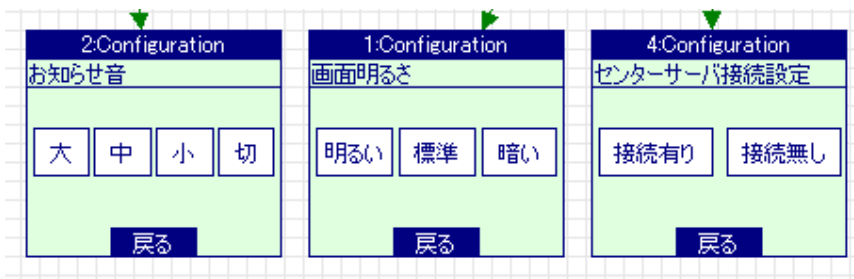 2:Configuration
お知らせ音
大 中 小 切
戻る
1:Configuration
画面明るさ
明るい 標準 暗い
戻る
4:Configuration
センターサーバ接続設定
接続有り 接続無し
戻る